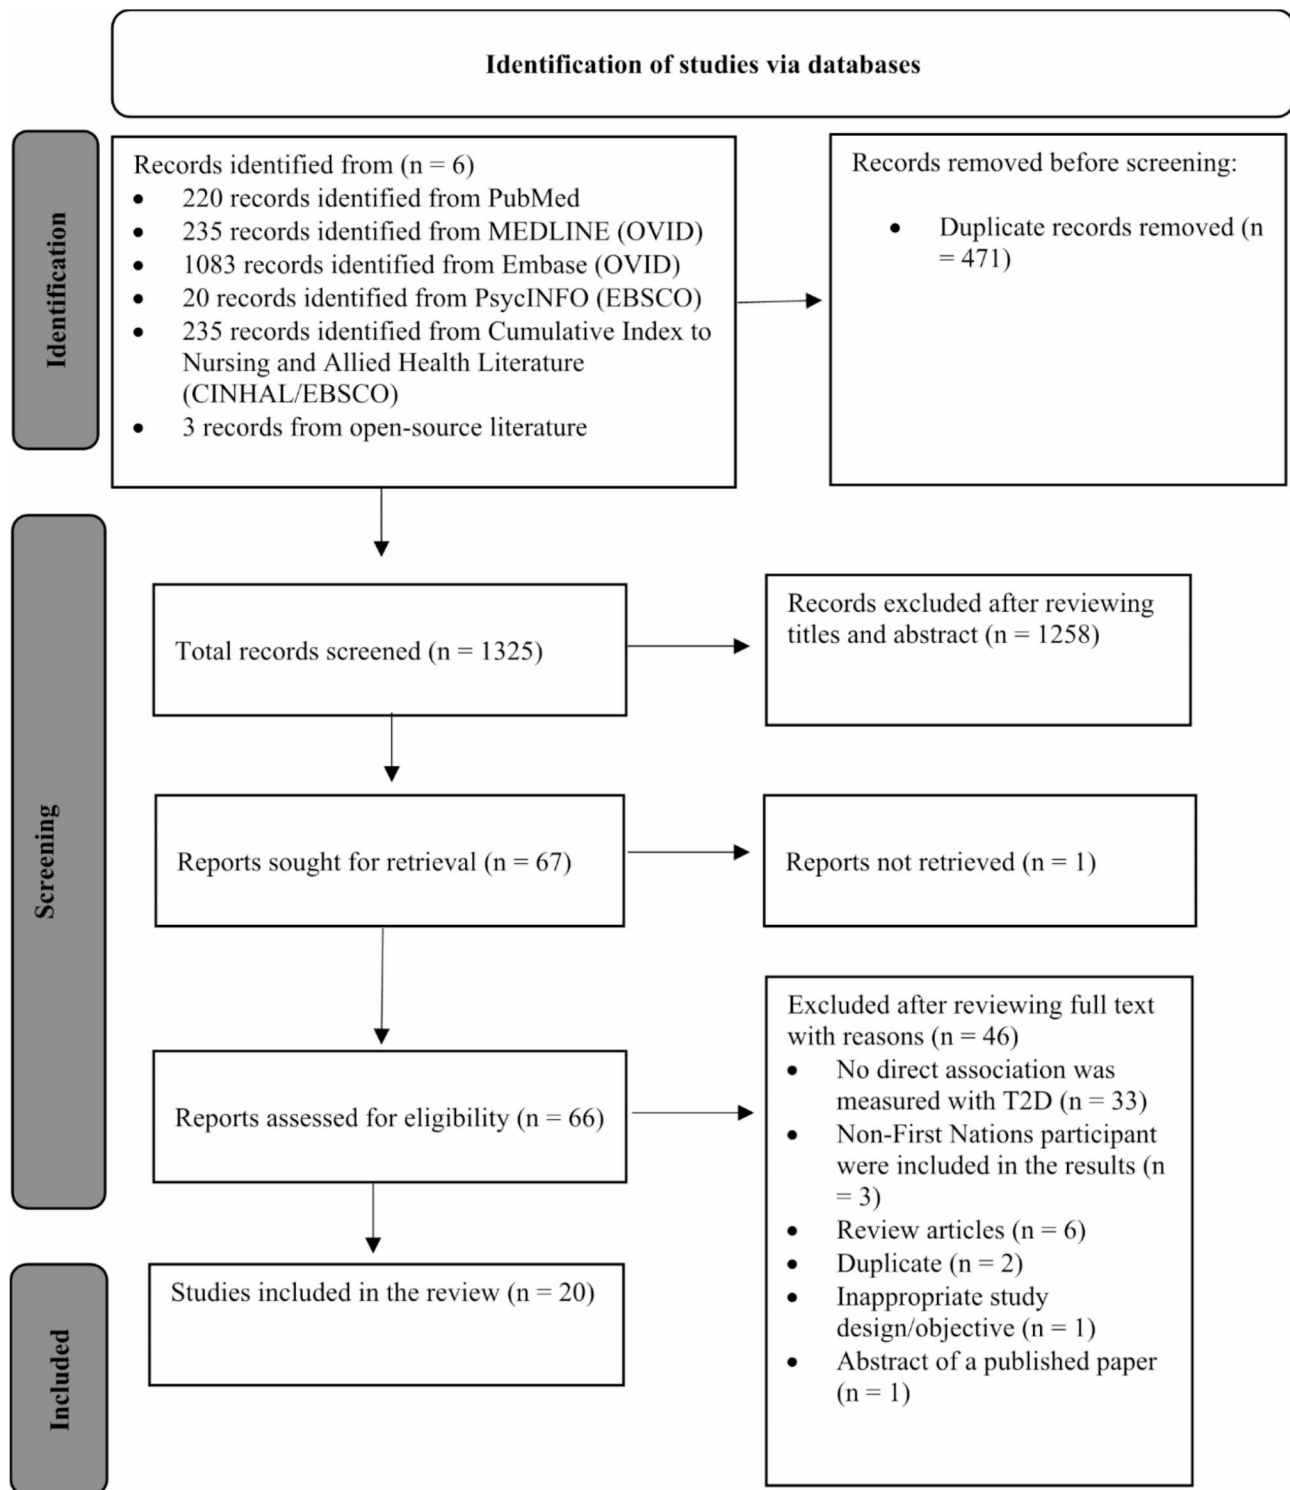 Identification of studies via databases
Identification
Records identified from (n = 6)
• 220 records identified from PubMed
• 235 records identified from MEDLINE (OVID)
• 1083 records identified from Embase (OVID)
• 20 records identified from PsycINFO (EBSCO)
• 235 records identified from Cumulative Index to
Nursing and Allied Health Literature
(CINHAL/EBSCO)
• 3 records from open-source literature
Records removed before screening:
• Duplicate records removed (n
= 471)
Screening
Total records screened (n = 1325)
Records excluded after reviewing
titles and abstract (n = 1258)
Reports sought for retrieval (n = 67)
Reports not retrieved (n = 1)
Reports assessed for eligibility (n = 66)
Excluded after reviewing full text
with reasons (n = 46)
• No direct association was
measured with T2D (n = 33)
• Non-First Nations participant
were included in the results (n
= 3)
• Review articles (n = 6)
• Duplicate (n = 2)
• Inappropriate study
design/objective (n = 1)
• Abstract of a published paper
(n = 1)
Included
Studies included in the review (n = 20)